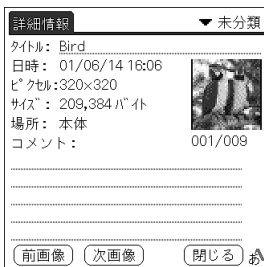 詳細情報 ▼ 未分類
ﾀｲﾄﾙ： Bird
日時： 01/06/14 16:06
ﾋﾟｸｾﾙ:320×320
ｻｲｽﾞ： 209,384 ﾊﾞｲﾄ
場所： 本体
コメント： 001/009
前画像 次画像 閉じる あ